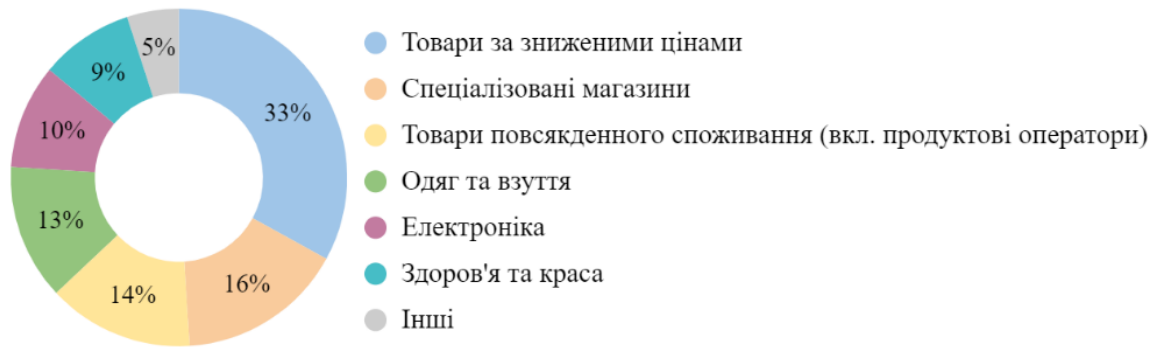 5%
9%
33%
10%
13%
16%
14%
Товари за зниженими цінами
Спеціалізовані магазини
Товари повсякденного споживання (вкл. продуктові оператори)
Одяг та взуття
Електроніка
Здоров'я та краса
Інші